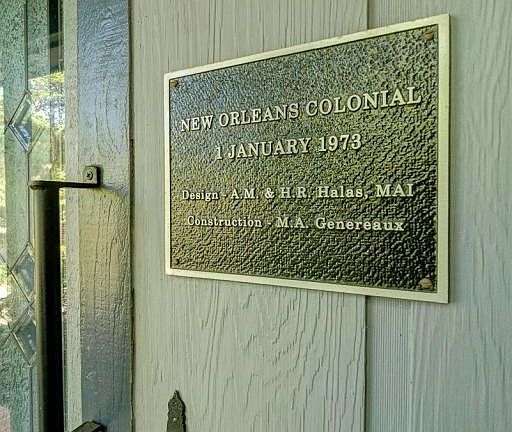 NEW ORLEANS COLONIAL
1 JANUARY 1973
Design - A.M. & H.R. Halas, MAI
Construction - M.A. Genereaux